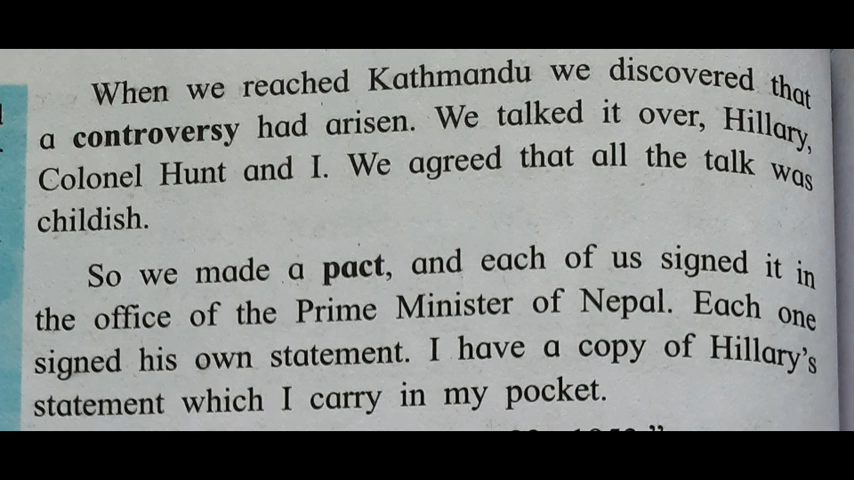 When we reached Kathmandu we discovered that
a controversy had arisen. We talked it over, Hillary,
Colonel Hunt and I. We agreed that all the talk was
childish.
So we made a pact, and each of us signed it in
the office of the Prime Minister of Nepal. Each one
signed his own statement. I have a copy of Hillary's
statement which I carry in my pocket.